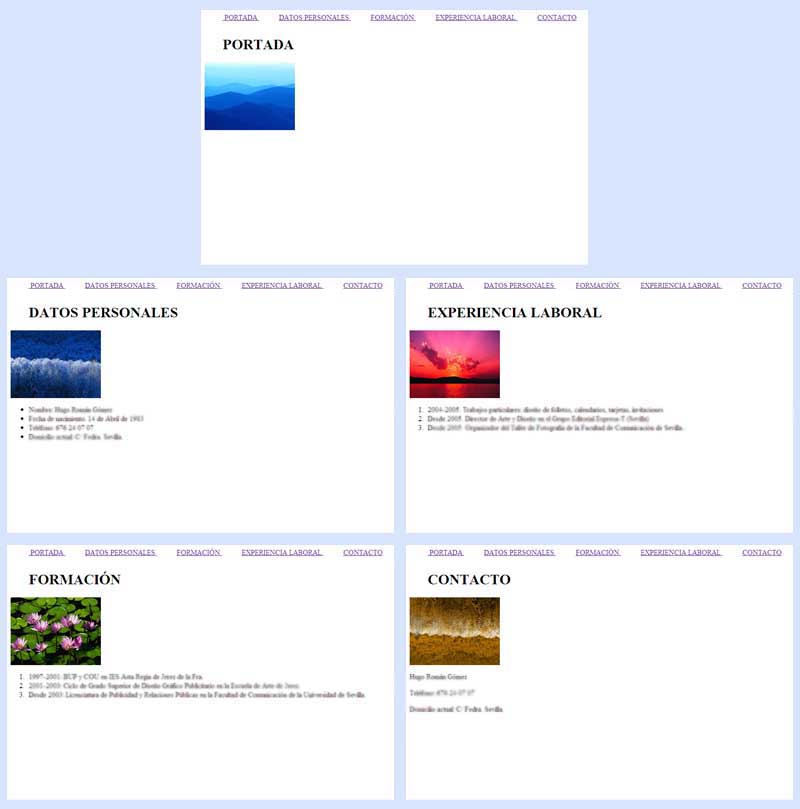 PORTADA DATOS PERSONALES FORMACIÓN EXPERIENCIA LABORAL CONTACTO
PORTADA
PORTADA DATOS PERSONALES FORMACIÓN EXPERIENCIA LABORAL CONTACTO
DATOS PERSONALES
Nombre: Hugo Román Gómez
Fecha de nacimiento: 14 de Abril de 1983
Teléfono: 676 24 07 07
Domicilio actual: C/ Fedra. Sevilla
PORTADA DATOS PERSONALES FORMACIÓN EXPERIENCIA LABORAL CONTACTO
EXPERIENCIA LABORAL
1. 2004-2005: Trabajos particulares: diseño de folletos, calendarios, tarjetas, invitaciones
2. Desde 2005: Director de Arte y Diseño en el Grupo Editorial (Sevilla)
3. Desde 2005: Organizador del Taller de Fotografía de la Facultad de Comunicación de Sevilla.
PORTADA DATOS PERSONALES FORMACIÓN EXPERIENCIA LABORAL CONTACTO
FORMACIÓN
1. 1997-2001: BUP y COU en IES Asta Regia de Jerez de la Fra.
2. 2001-2003: Ciclo de Grado Superior de Diseño Gráfico Publicitario en la Escuela de Arte de Jerez.
3. Desde 2003: Licenciatura de Publicidad y Relaciones Públicas en la Facultad de Comunicación de la Universidad de Sevilla.
PORTADA DATOS PERSONALES FORMACIÓN EXPERIENCIA LABORAL CONTACTO
CONTACTO
Hugo Román Gómez
Teléfono: 676 24 07 07
Domicilio actual: C/ Fedra. Sevilla